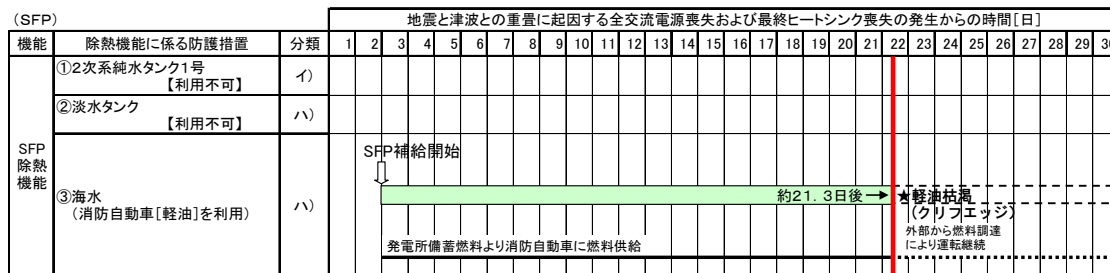 (SFP)
地震と津波との重畳に起因する全交流電源喪失および最終ヒートシンク喪失の発生からの時間[日]
機能 除熱機能に係る防護措置 分類 1 2 3 4 5 6 7 8 9 10 11 12 13 14 15 16 17 18 19 20 21 22 23 24 25 26 27 28 29 30
SFP
除熱
機能
①2次系純水タンク1号
【利用不可】
イ)
②淡水タンク
【利用不可】
ハ)
③海水
(消防自動車[軽油]を利用)
ハ)
SFP補給開始
約21.3日後→
★軽油枯渇
(クリフエッジ)
外部から燃料調達
により運転継続
発電所備蓄燃料より消防自動車に燃料供給